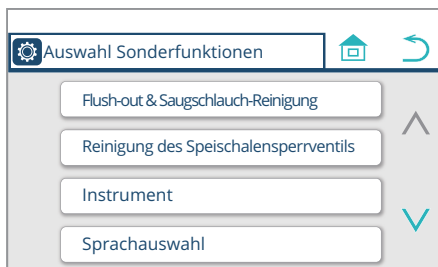 Auswahl Sonderfunktionen
Flush-out & Saugschlauch-Reinigung
Reinigung des Speischalensperrventils
Instrument
Sprachauswahl